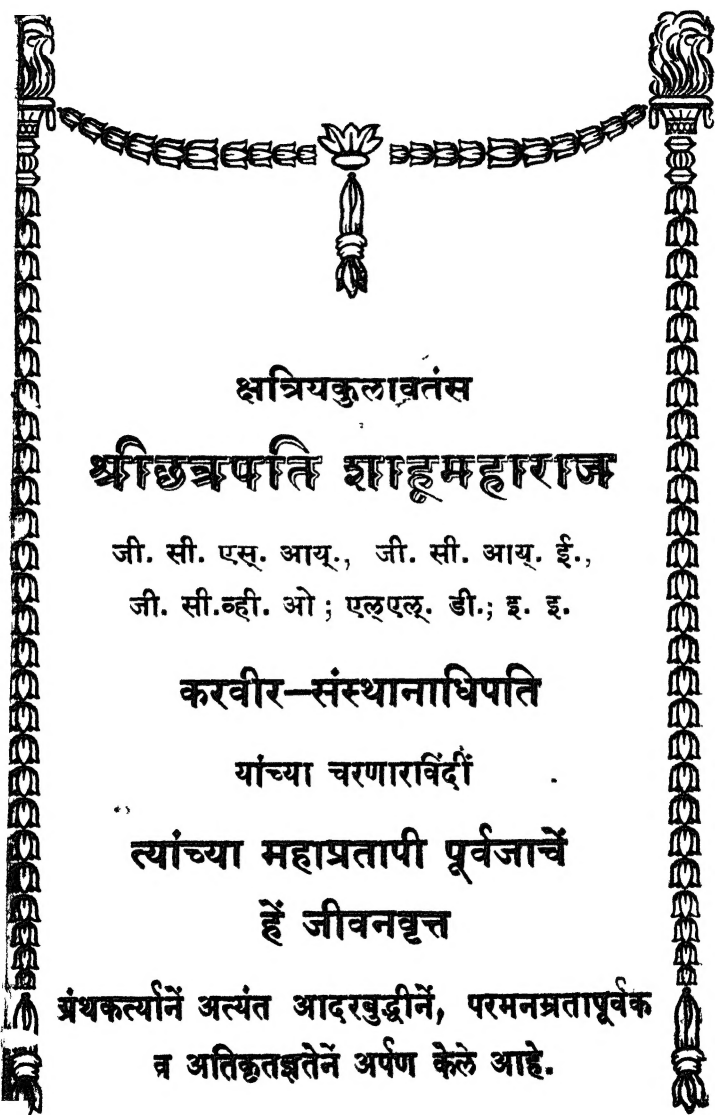 क्षत्रियकुलावतंस
श्रीछत्रपति शाहूमहाराज
जी. सी. एस्. आय्., जी. सी. आय्. ई.,
जी. सी.व्ही. ओ ; एल्एल्. डी.; इ. इ.
करवीर—संस्थानाधिपति
यांच्या चरणारविंदीं
त्यांच्या महाप्रतापी पूर्वजाचें
हें जीवनवृत्त
ग्रंथकर्त्यानें अत्यंत आदरबुद्धीनें, परमनम्रतापूर्वक
व अतिकृतज्ञतेनें अर्पण केले आहे.